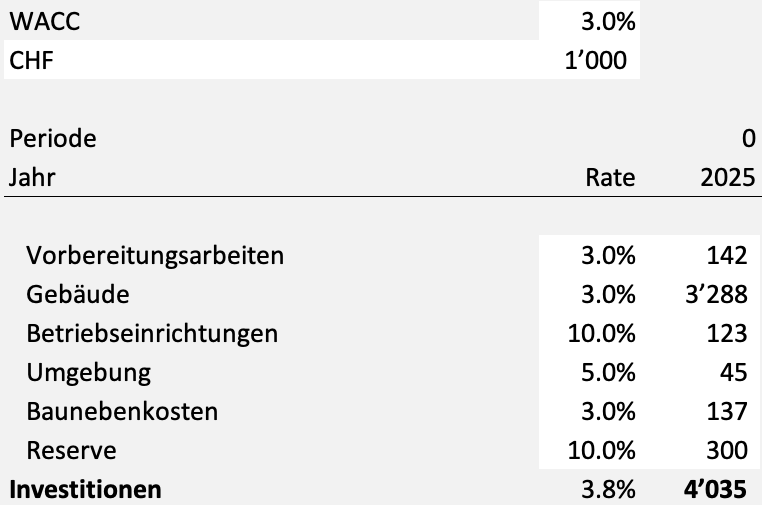 WACC 3.0%
CHF 1’000
Periode 0
Jahr Rate 2025
Vorbereitungsarbeiten 3.0% 142
Gebäude 3.0% 3’288
Betriebseinrichtungen 10.0% 123
Umgebung 5.0% 45
Baunebenkosten 3.0% 137
Reserve 10.0% 300
Investitionen 3.8% 4’035